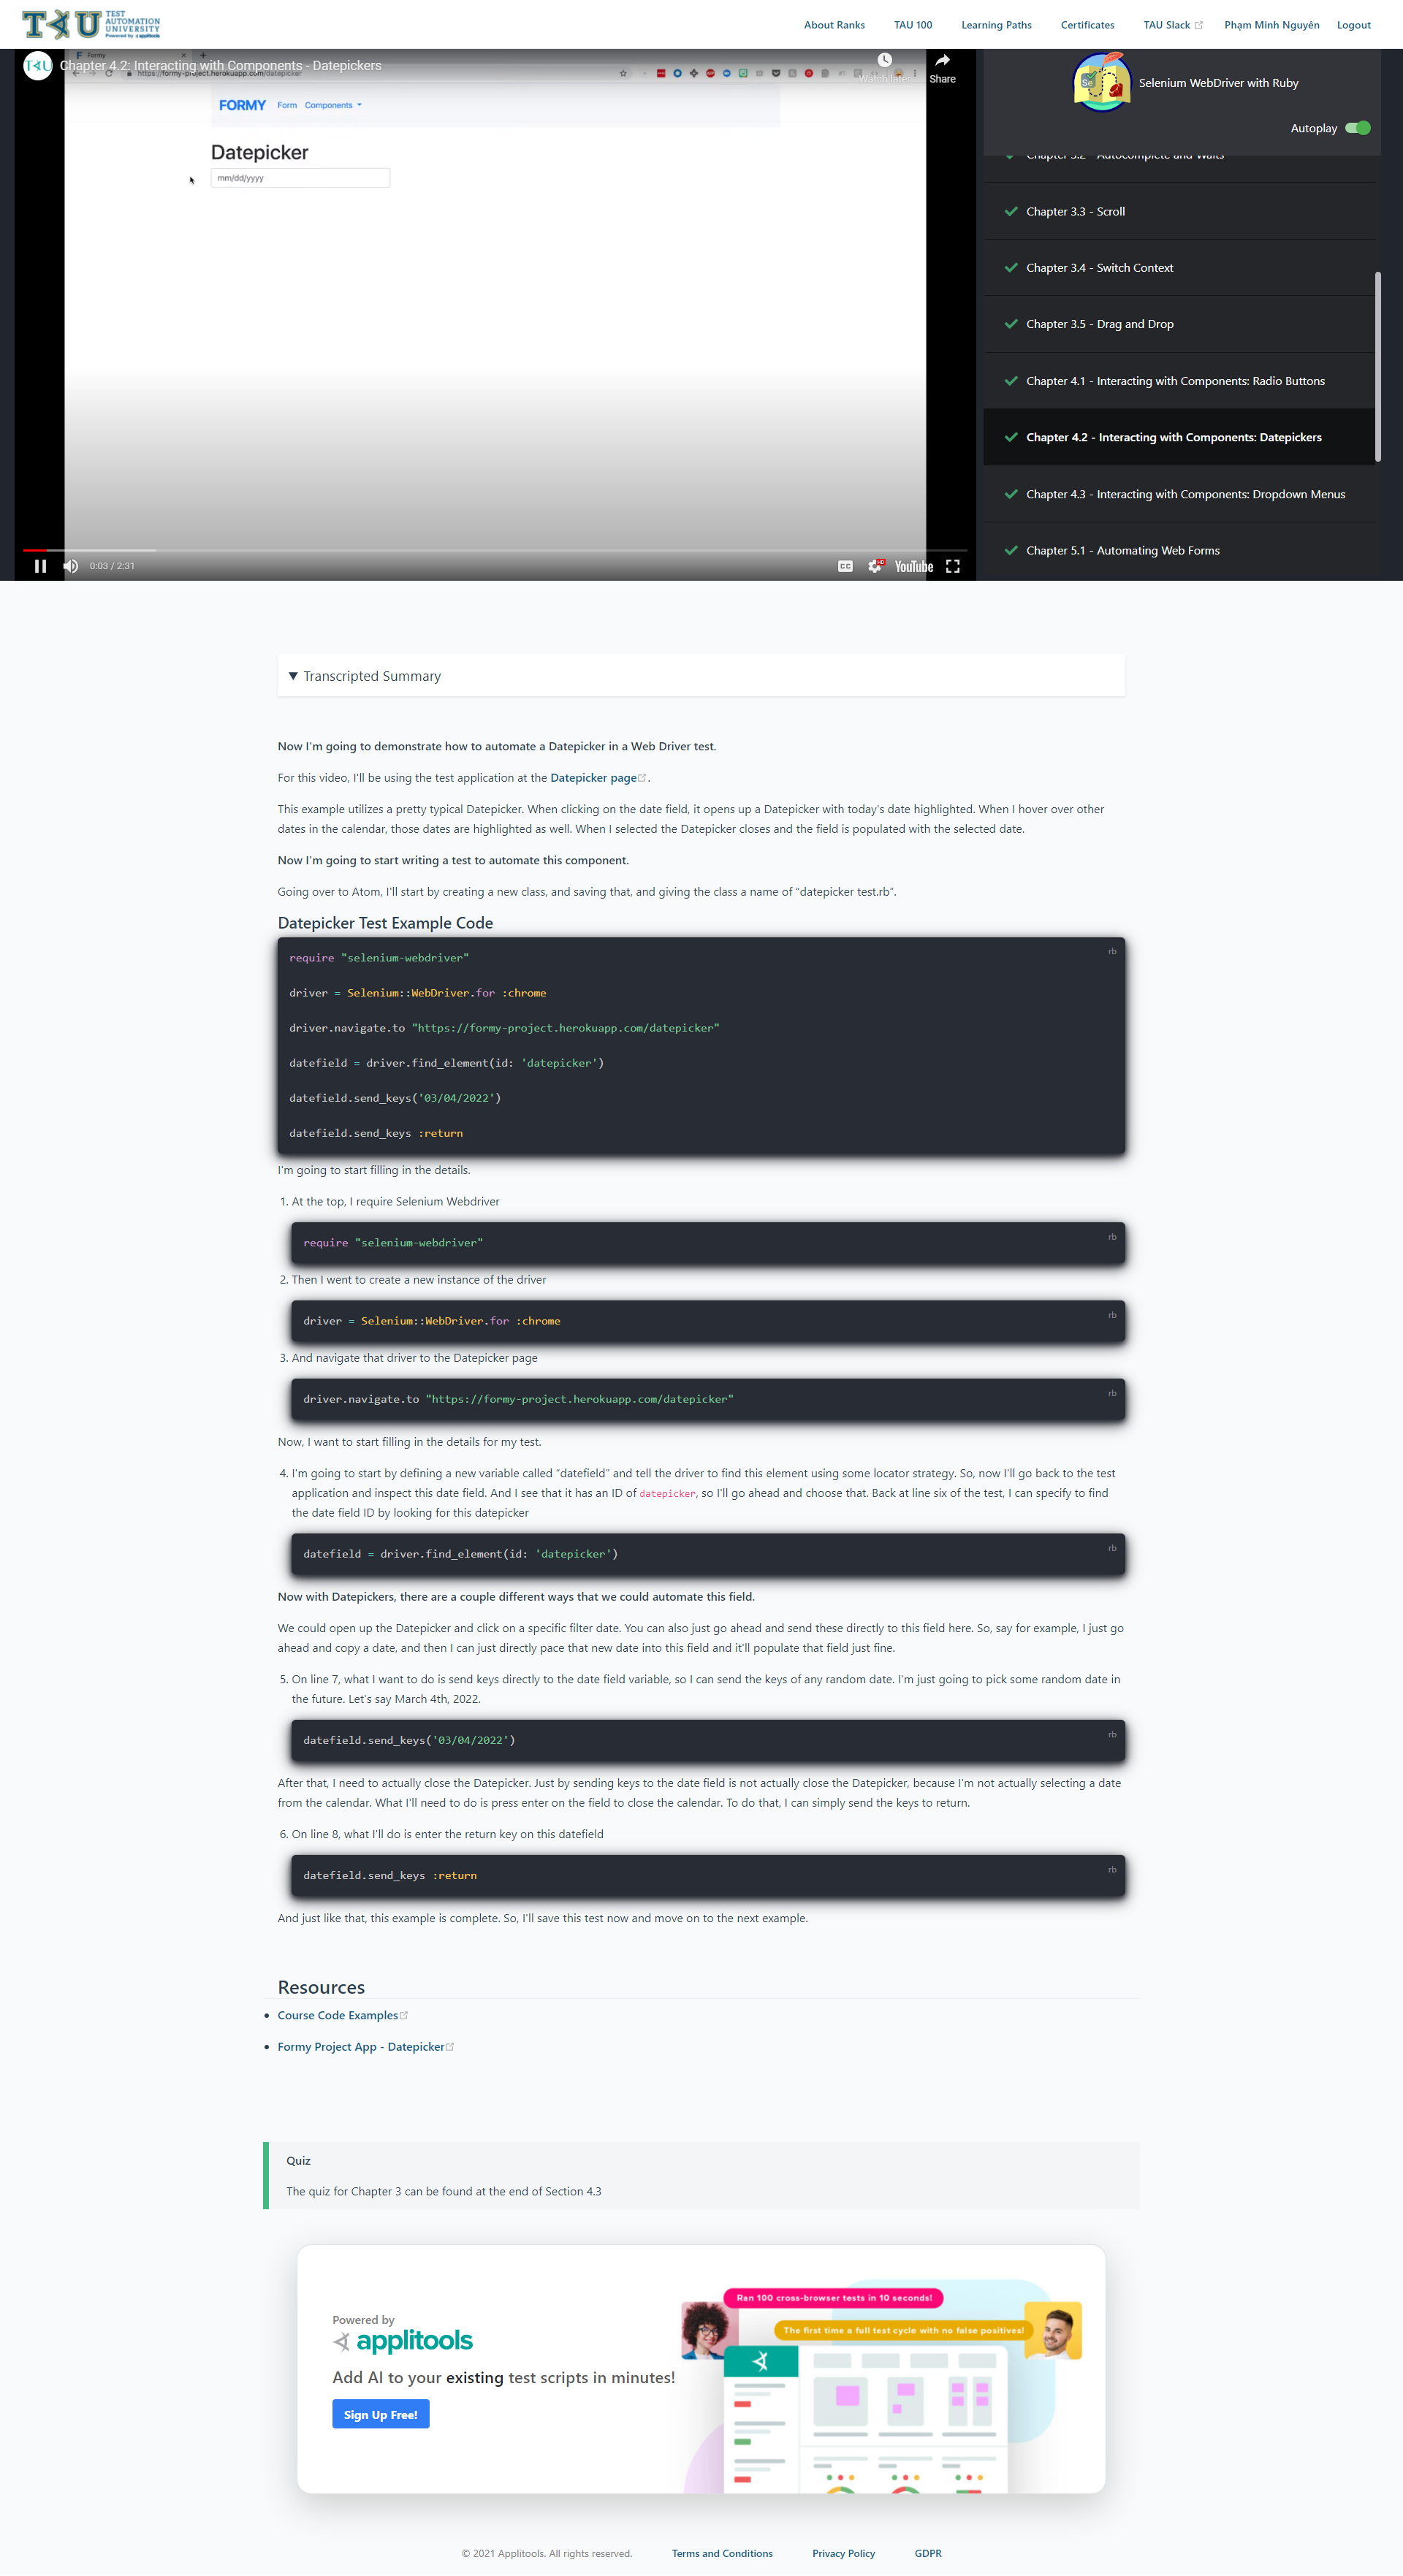 TAU TEST AUTOMATION UNIVERSITY Powered by applitools
About Ranks TAU 100 Learning Paths Certificates TAU Slack Phạm Minh Nguyên Logout
Chapter 4.2: Interacting with Components - Datepickers
Formy
https://formy-project.herokuapp.com/datepicker
Watch later
Share
FORMY Form Components
Datepicker
mm/dd/yyyy
0:03 / 2:31
CC HD YouTube
Selenium WebDriver with Ruby
Autoplay
Chapter 3.2 - Autocomplete and Waits
Chapter 3.3 - Scroll
Chapter 3.4 - Switch Context
Chapter 3.5 - Drag and Drop
Chapter 4.1 - Interacting with Components: Radio Buttons
Chapter 4.2 - Interacting with Components: Datepickers
Chapter 4.3 - Interacting with Components: Dropdown Menus
Chapter 5.1 - Automating Web Forms
Transcripted Summary
Now I'm going to demonstrate how to automate a Datepicker in a Web Driver test.
For this video, I'll be using the test application at the Datepicker page.
This example utilizes a pretty typical Datepicker. When clicking on the date field, it opens up a Datepicker with today's date highlighted. When I hover over other
dates in the calendar, those dates are highlighted as well. When I selected the Datepicker closes and the field is populated with the selected date.
Now I'm going to start writing a test to automate this component.
Going over to Atom, I'll start by creating a new class, and saving that, and giving the class a name of "datepicker test.rb".
Datepicker Test Example Code
rb
require "selenium-webdriver"
driver = Selenium::WebDriver.for :chrome
driver.navigate.to "https://formy-project.herokuapp.com/datepicker"
datefield = driver.find_element(id: 'datepicker')
datefield.send_keys('03/04/2022')
datefield.send_keys :return
I'm going to start filling in the details.
1. At the top, I require Selenium Webdriver
rb
require "selenium-webdriver"
2. Then I went to create a new instance of the driver
rb
driver = Selenium::WebDriver.for :chrome
3. And navigate that driver to the Datepicker page
rb
driver.navigate.to "https://formy-project.herokuapp.com/datepicker"
Now, I want to start filling in the details for my test.
4. I'm going to start by defining a new variable called "datefield" and tell the driver to find this element using some locator strategy. So, now I'll go back to the test
application and inspect this date field. And I see that it has an ID of datepicker, so I'll go ahead and choose that. Back at line six of the test, I can specify to find
the date field ID by looking for this datepicker
rb
datefield = driver.find_element(id: 'datepicker')
Now with Datepickers, there are a couple different ways that we could automate this field.
We could open up the Datepicker and click on a specific filter date. You can also just go ahead and send these directly to this field here. So, say for example, I just go
ahead and copy a date, and then I can just directly pace that new date into this field and it'll populate that field just fine.
5. On line 7, what I want to do is send keys directly to the date field variable, so I can send the keys of any random date. I'm just going to pick some random date in
the future. Let's say March 4th, 2022.
rb
datefield.send_keys('03/04/2022')
After that, I need to actually close the Datepicker. Just by sending keys to the date field is not actually close the Datepicker, because I'm not actually selecting a date
from the calendar. What I'll need to do is press enter on the field to close the calendar. To do that, I can simply send the keys to return.
6. On line 8, what I'll do is enter the return key on this datefield
rb
datefield.send_keys :return
And just like that, this example is complete. So, I'll save this test now and move on to the next example.
Resources
Course Code Examples
Formy Project App - Datepicker
Quiz
The quiz for Chapter 3 can be found at the end of Section 4.3
Powered by
applitools
Add AI to your existing test scripts in minutes!
Sign Up Free!
Ran 100 cross-browser tests in 10 seconds!
The first time a full test cycle with no false positives!
© 2021 Applitools. All rights reserved. Terms and Conditions Privacy Policy GDPR